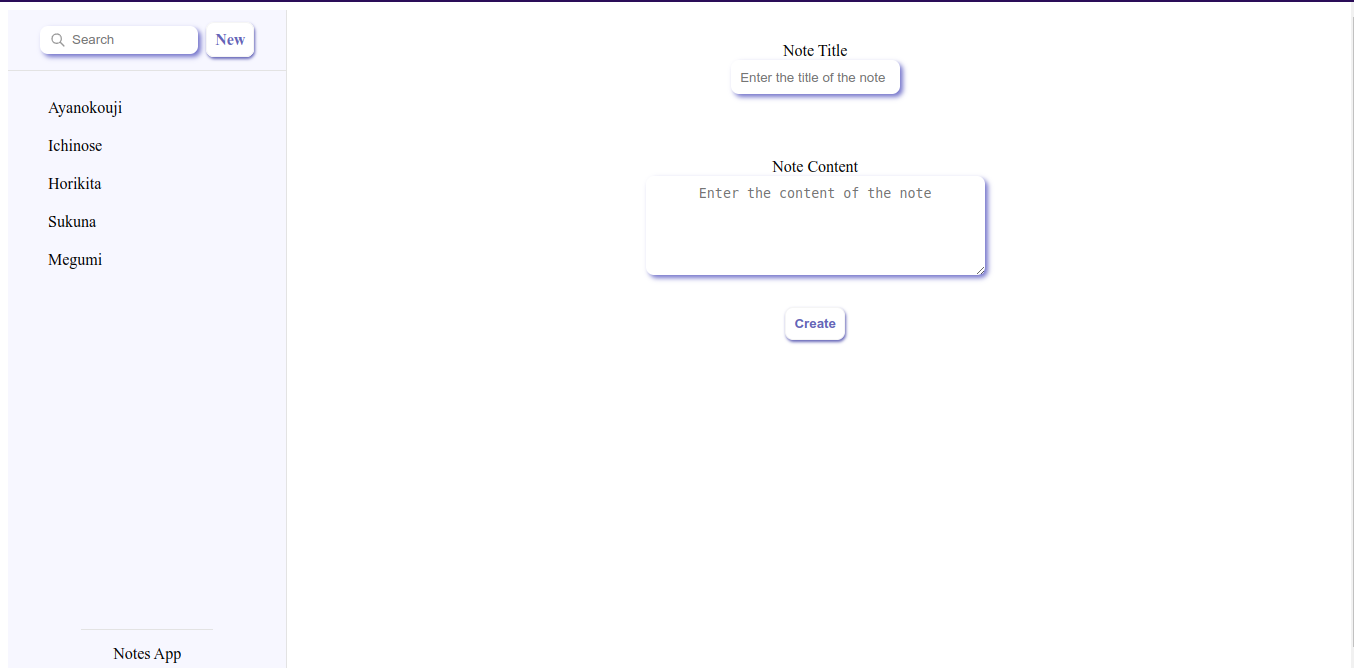 Search
New
Ayanokouji
Ichinose
Horikita
Sukuna
Megumi
Notes App
Note Title
Enter the title of the note
Note Content
Enter the content of the note
Create